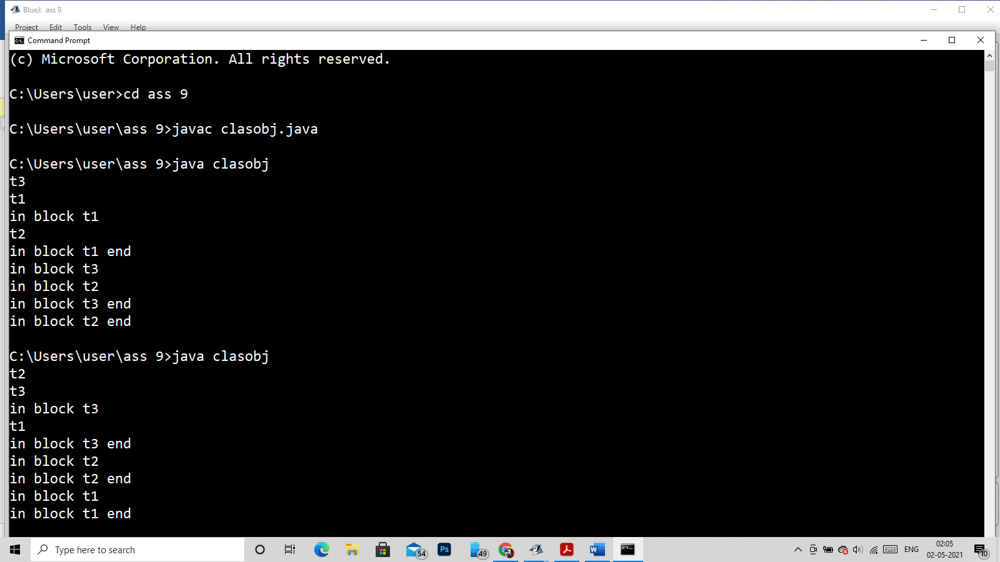 BlueJ: ass 9
Project Edit Tools View Help
Command Prompt
(c) Microsoft Corporation. All rights reserved.
C:\Users\user>cd ass 9
C:\Users\user\ass 9>javac clasobj.java
C:\Users\user\ass 9>java clasobj
t3
t1
in block t1
t2
in block t1 end
in block t3
in block t2
in block t3 end
in block t2 end
C:\Users\user\ass 9>java clasobj
t2
t3
in block t3
t1
in block t3 end
in block t2
in block t2 end
in block t1
in block t1 end
Type here to search
54
Ps
49
W
ENG
02:05
02-05-2021
10